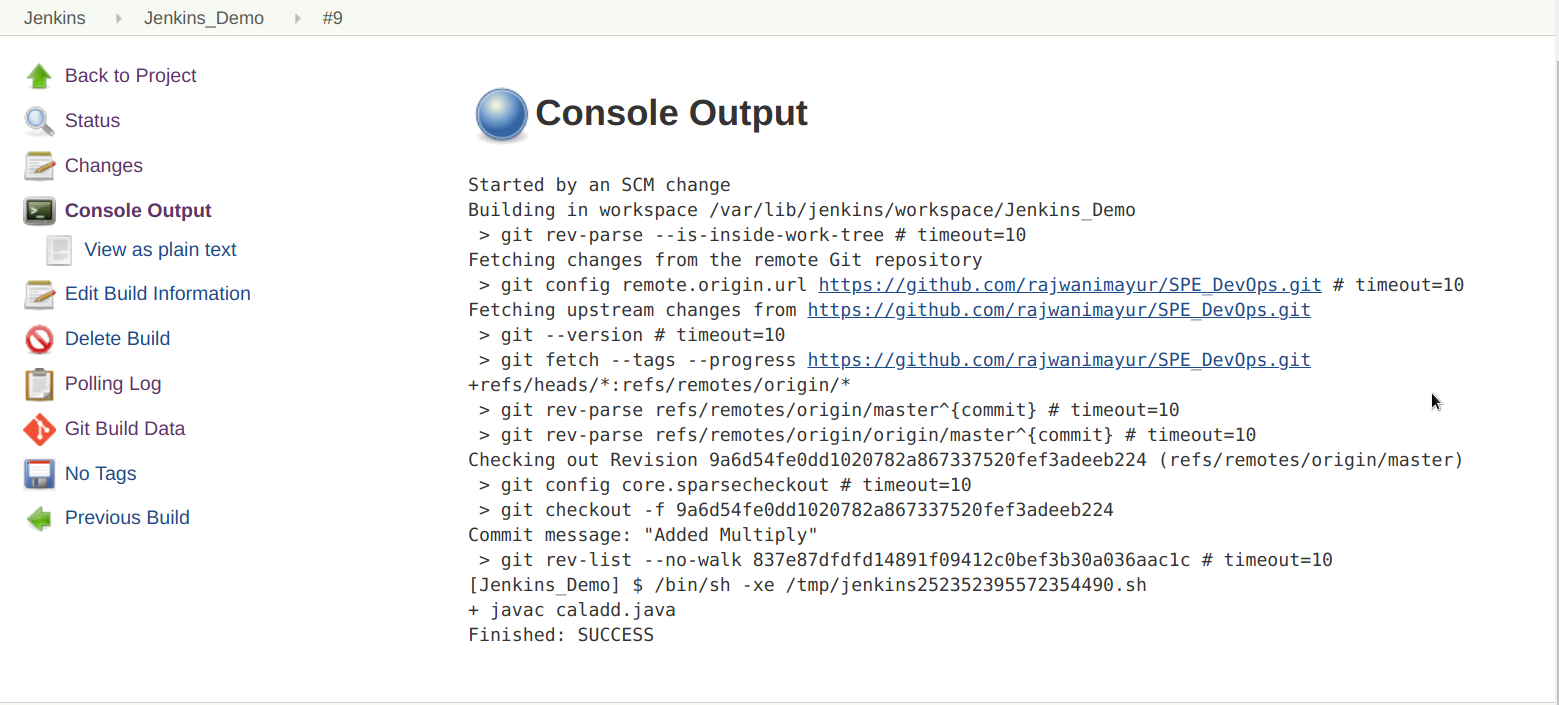 Jenkins Jenkins_Demo #9
Back to Project
Status
Changes
Console Output
View as plain text
Edit Build Information
Delete Build
Polling Log
Git Build Data
No Tags
Previous Build
Console Output
Started by an SCM change
Building in workspace /var/lib/jenkins/workspace/Jenkins_Demo
 > git rev-parse --is-inside-work-tree # timeout=10
Fetching changes from the remote Git repository
 > git config remote.origin.url https://github.com/rajwanimayur/SPE_DevOps.git # timeout=10
Fetching upstream changes from https://github.com/rajwanimayur/SPE_DevOps.git
 > git --version # timeout=10
 > git fetch --tags --progress https://github.com/rajwanimayur/SPE_DevOps.git
+refs/heads/*:refs/remotes/origin/*
 > git rev-parse refs/remotes/origin/master^{commit} # timeout=10
 > git rev-parse refs/remotes/origin/origin/master^{commit} # timeout=10
Checking out Revision 9a6d54fe0dd1020782a867337520fef3adeeb224 (refs/remotes/origin/master)
 > git config core.sparsecheckout # timeout=10
 > git checkout -f 9a6d54fe0dd1020782a867337520fef3adeeb224
Commit message: "Added Multiply"
 > git rev-list --no-walk 837e87dfdfd14891f09412c0bef3b30a036aac1c # timeout=10
[Jenkins_Demo] $ /bin/sh -xe /tmp/jenkins252352395572354490.sh
+ javac caladd.java
Finished: SUCCESS